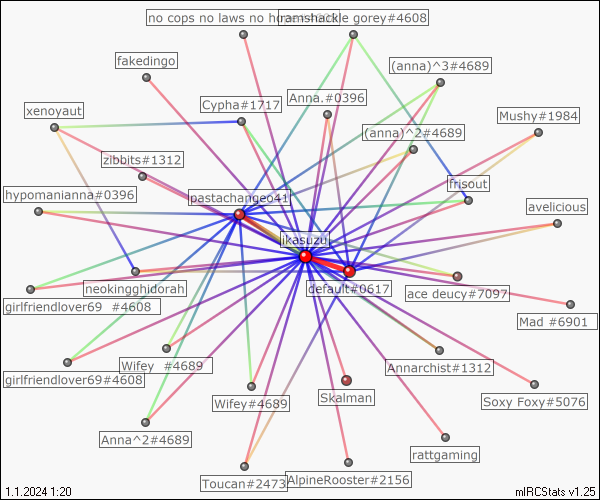 no cops no laws no ho
ramshackle gorey#4608
fakedingo
(anna)^3#4689
xenoyaut
Cypha#1717
Anna.#0396
Mushy#1984
(anna)^2#4689
zibbits#1312
frisout
hypomanianna#0396
pastachange041
avelicious
jkasuzu
neokingghidorah
default#0617
ace deucy#7097
girlfriendlover69 #4608
Mad #6901
Wifey #4689
Annarchist#1312
girlfriendlover69#4608
Skalman
Wifey#4689
Soxy Foxy#5076
Anna^2#4689
rattgaming
Toucan#2473
AlpineRooster#2156
1.1.2024 1:20
mIRCStats v1.25